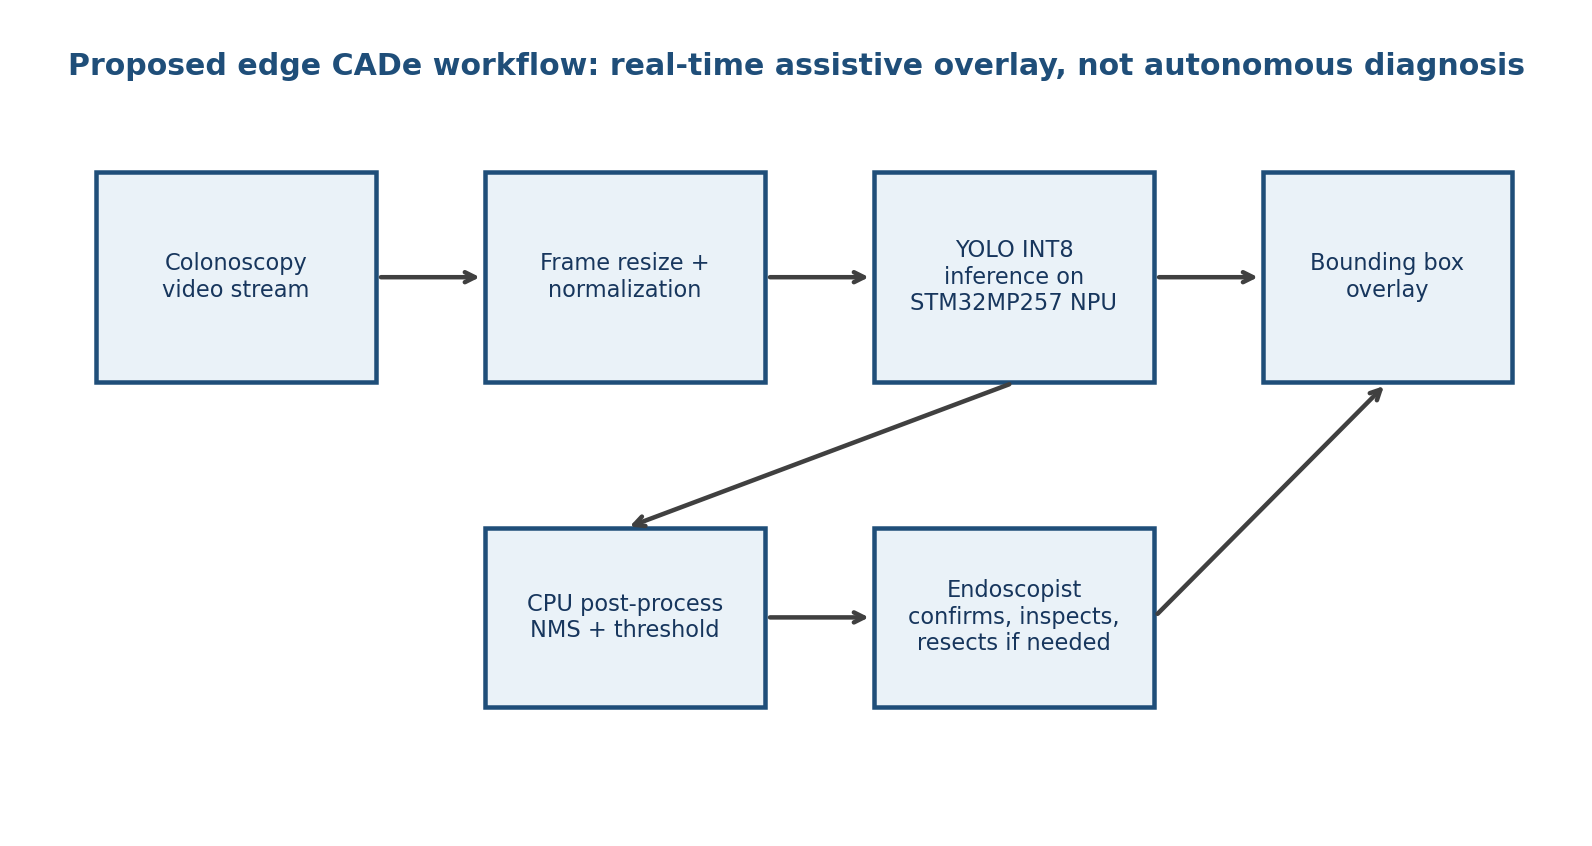 Proposed edge CADe workflow: real-time assistive overlay, not autonomous diagnosis
Colonoscopy
video stream
Frame resize +
normalization
YOLO INT8
inference on
STM32MP257 NPU
Bounding box
overlay
CPU post-process
NMS + threshold
Endoscopist
confirms, inspects,
resects if needed